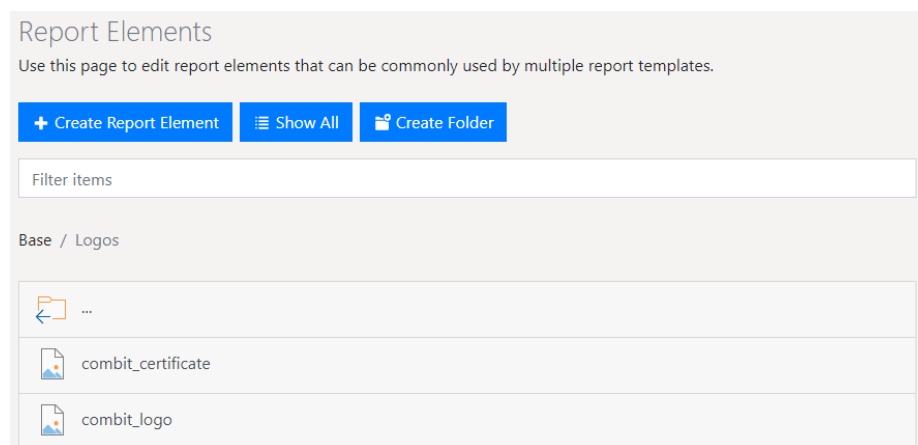 Report Elements
Use this page to edit report elements that can be commonly used by multiple report templates.
Create Report Element Show All Create Folder
Filter items
Base / Logos
...
combit_certificate
combit_logo